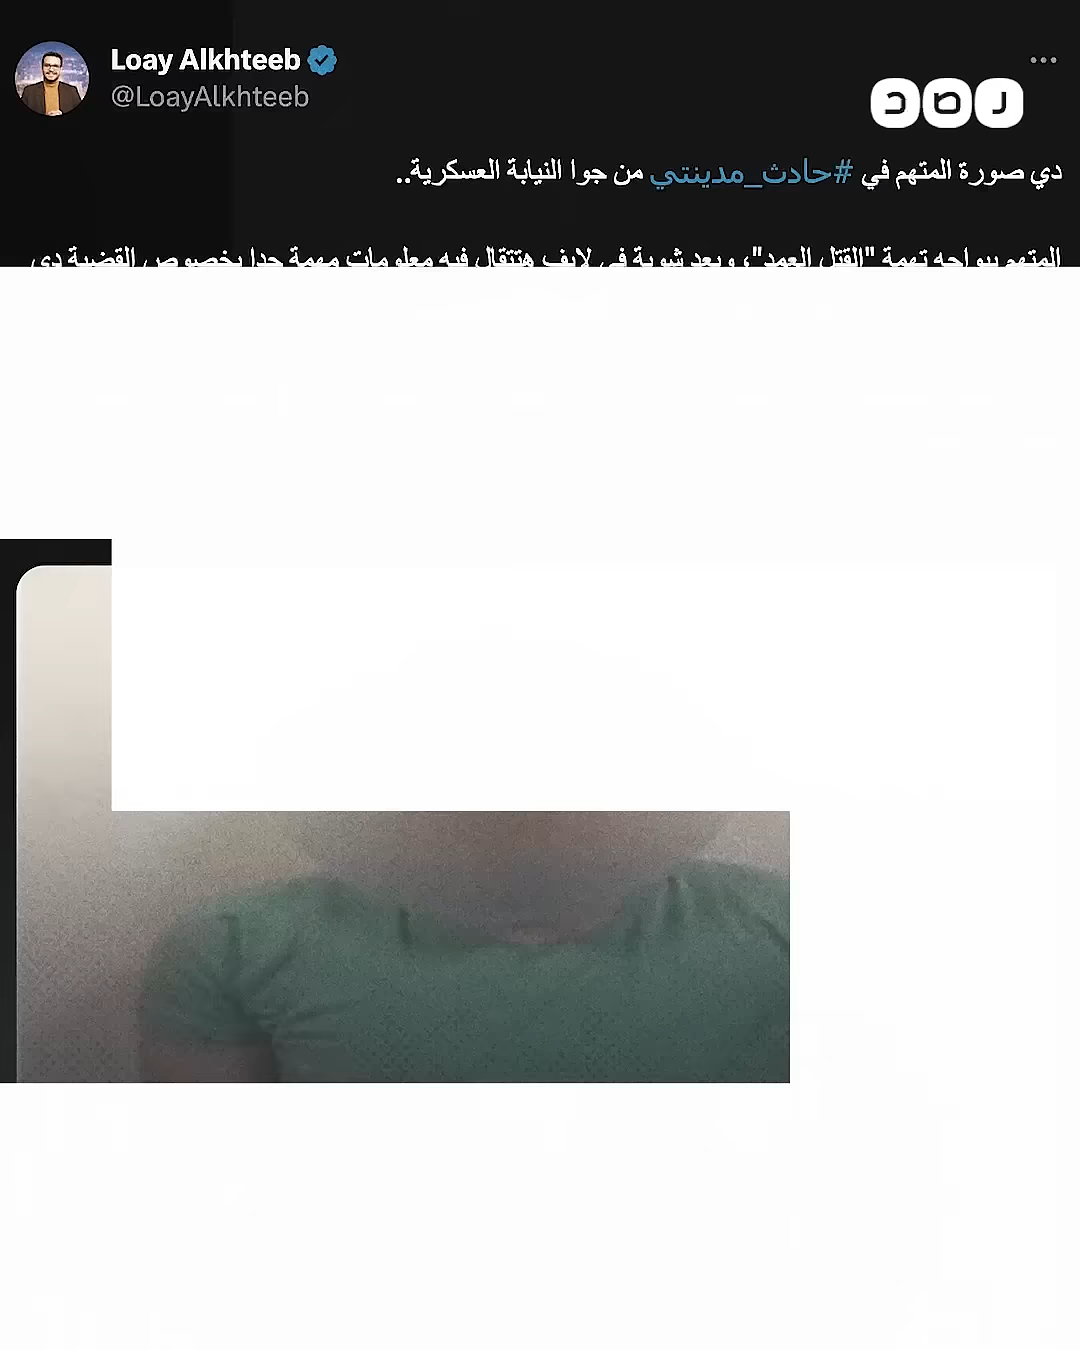 Loay Alkhteeb
@LoayAlkhteeb
رصد
دي صورة المتهم في #حادث_مدينتي من جوا النيابة العسكرية..
المتهم بيواجه تهمة "القتل العمد"، وبعد شوية في لايف هتتقال فيه معلومات مهمة جدا بخصوص القضية دي